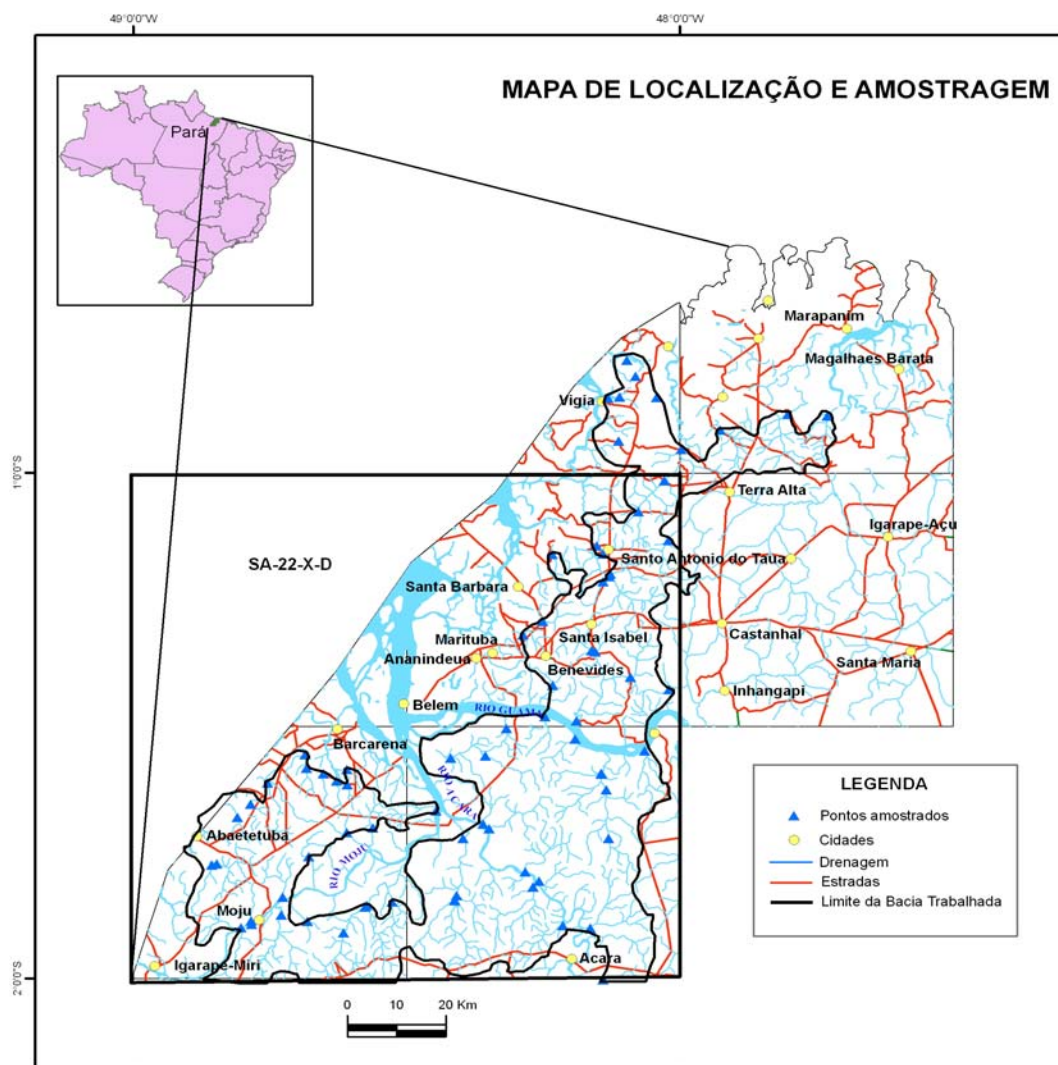 49°0'0"W
48°0'0"W
MAPA DE LOCALIZAÇÃO E AMOSTRAGEM
Pará
Marapanim
Magalhaes Barata
Vigia
1°0'0"S
Terra Alta
Igarape-Açu
SA-22-X-D
Santo Antonio do Taua
Santa Barbara
Santa Isabel
Castanhal
Marituba
Ananindeua
Benevides
Santa Maria
Inhangapi
Belem
RIO GUAMA
Barcarena
RIO ACARA
LEGENDA
Pontos amostrados
Cidades
Drenagem
Estradas
Límite da Bacia Trabalhada
Abaetetuba
RIO MOJU
Moju
Igarape-Miri
Acara
2°0'0"S
0 10 20 Km